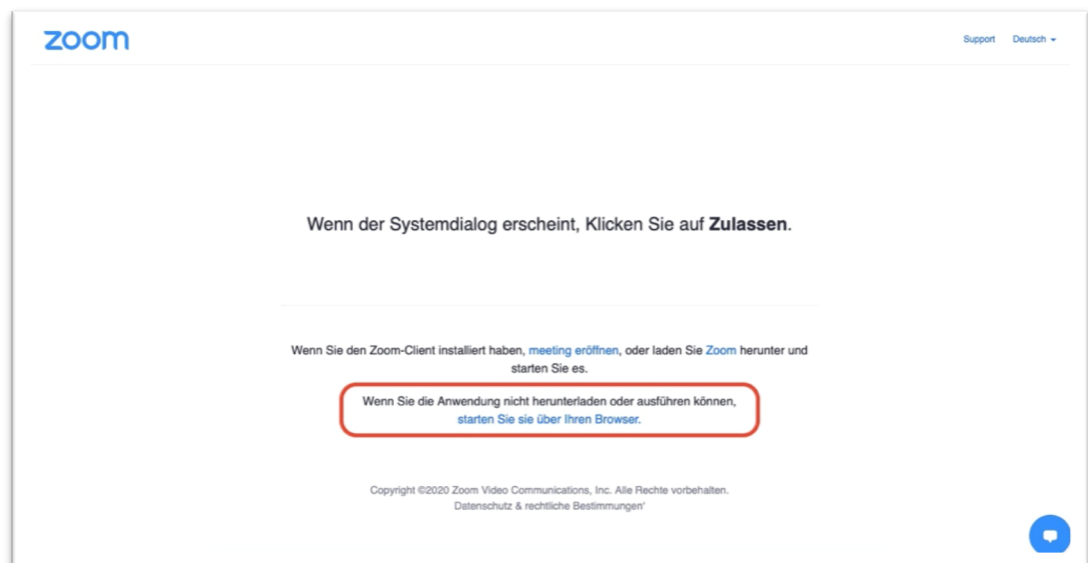 zoom
Support Deutsch
Wenn der Systemdialog erscheint, Klicken Sie auf Zulassen.
Wenn Sie den Zoom-Client installiert haben, meeting eröffnen, oder laden Sie Zoom herunter und
starten Sie es.
Wenn Sie die Anwendung nicht herunterladen oder ausführen können,
starten Sie sie über Ihren Browser.
Copyright ©2020 Zoom Video Communications, Inc. Alle Rechte vorbehalten.
Datenschutz & rechtliche Bestimmungen'